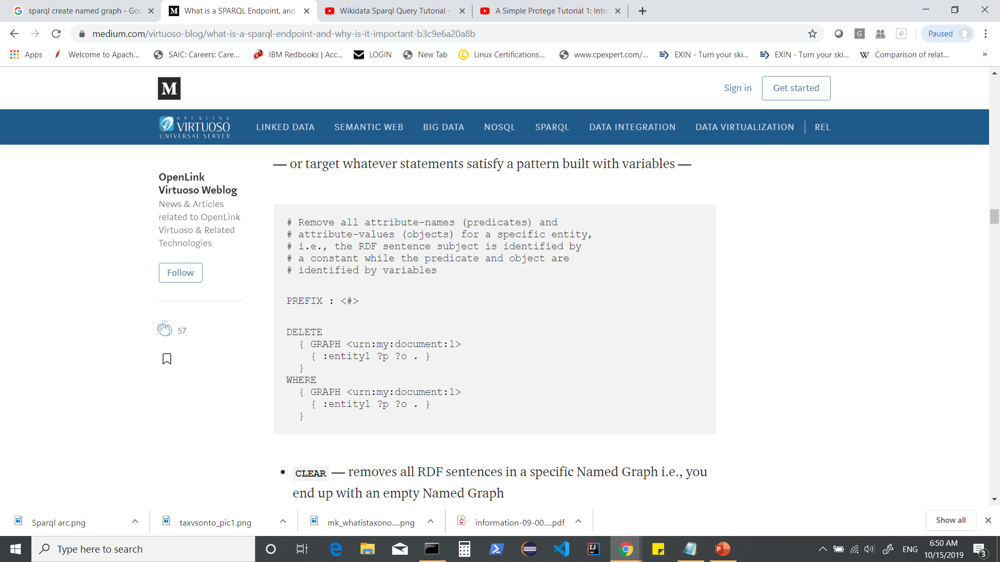 sparql create named graph - Goo
What is a SPARQL Endpoint, and
Wikidata Sparql Query Tutorial -
A Simple Protege Tutorial 1: Intro
medium.com/virtuoso-blog/what-is-a-sparql-endpoint-and-why-is-it-important-b3c9e6a20a8b
Paused
Apps
Welcome to Apach...
SAIC: Careers: Care...
IBM Redbooks | Acc...
LOGIN
New Tab
Linux Certifications...
www.cpexpert.com/...
EXIN - Turn your ski...
EXIN - Turn your ski...
Comparison of relat...
»
M
Sign in
Get started
OPENLINK
VIRTUOSO
UNIVERSAL SERVER
LINKED DATA
SEMANTIC WEB
BIG DATA
NOSQL
SPARQL
DATA INTEGRATION
DATA VIRTUALIZATION
REL
OpenLink
Virtuoso Weblog
News & Articles
related to OpenLink
Virtuoso & Related
Technologies
Follow
57
— or target whatever statements satisfy a pattern built with variables —
# Remove all attribute-names (predicates) and
# attribute-values (objects) for a specific entity,
# i.e., the RDF sentence subject is identified by
# a constant while the predicate and object are
# identified by variables
PREFIX : <#>
DELETE
{ GRAPH <urn:my:document:1>
{ :entity1 ?p ?o . }
}
WHERE
{ GRAPH <urn:my:document:1>
{ :entity1 ?p ?o . }
}
• CLEAR — removes all RDF sentences in a specific Named Graph i.e., you
end up with an empty Named Graph
Sparql arc.png
taxvsonto_pic1.png
mk_whatistaxono....png
information-09-00....pdf
Show all
Type here to search
ENG
6:50 AM
10/15/2019
3